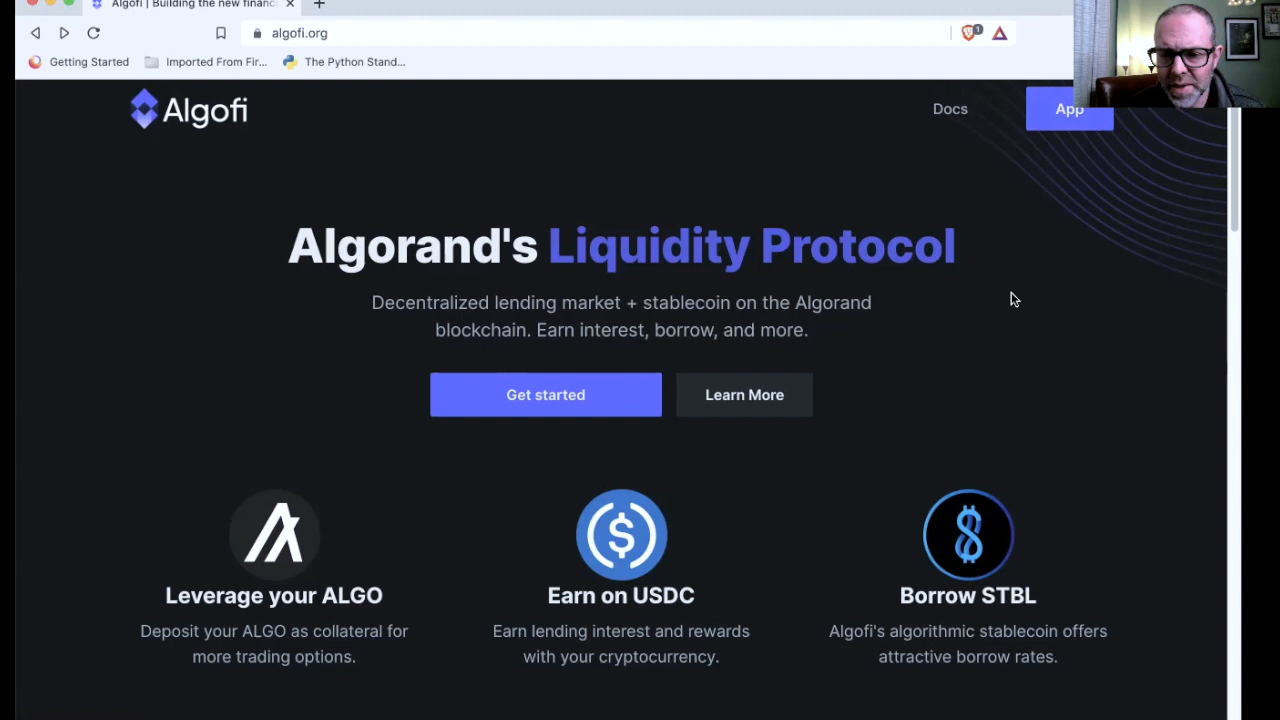 Algofi | Building the new financ
algofi.org
1
Getting Started
Imported From Fir...
The Python Stand...
Algofi
Docs
App
Algorand's Liquidity Protocol
Decentralized lending market + stablecoin on the Algorand
blockchain. Earn interest, borrow, and more.
Get started
Learn More
Leverage your ALGO
Deposit your ALGO as collateral for
more trading options.
Earn on USDC
Earn lending interest and rewards
with your cryptocurrency.
Borrow STBL
Algofi's algorithmic stablecoin offers
attractive borrow rates.